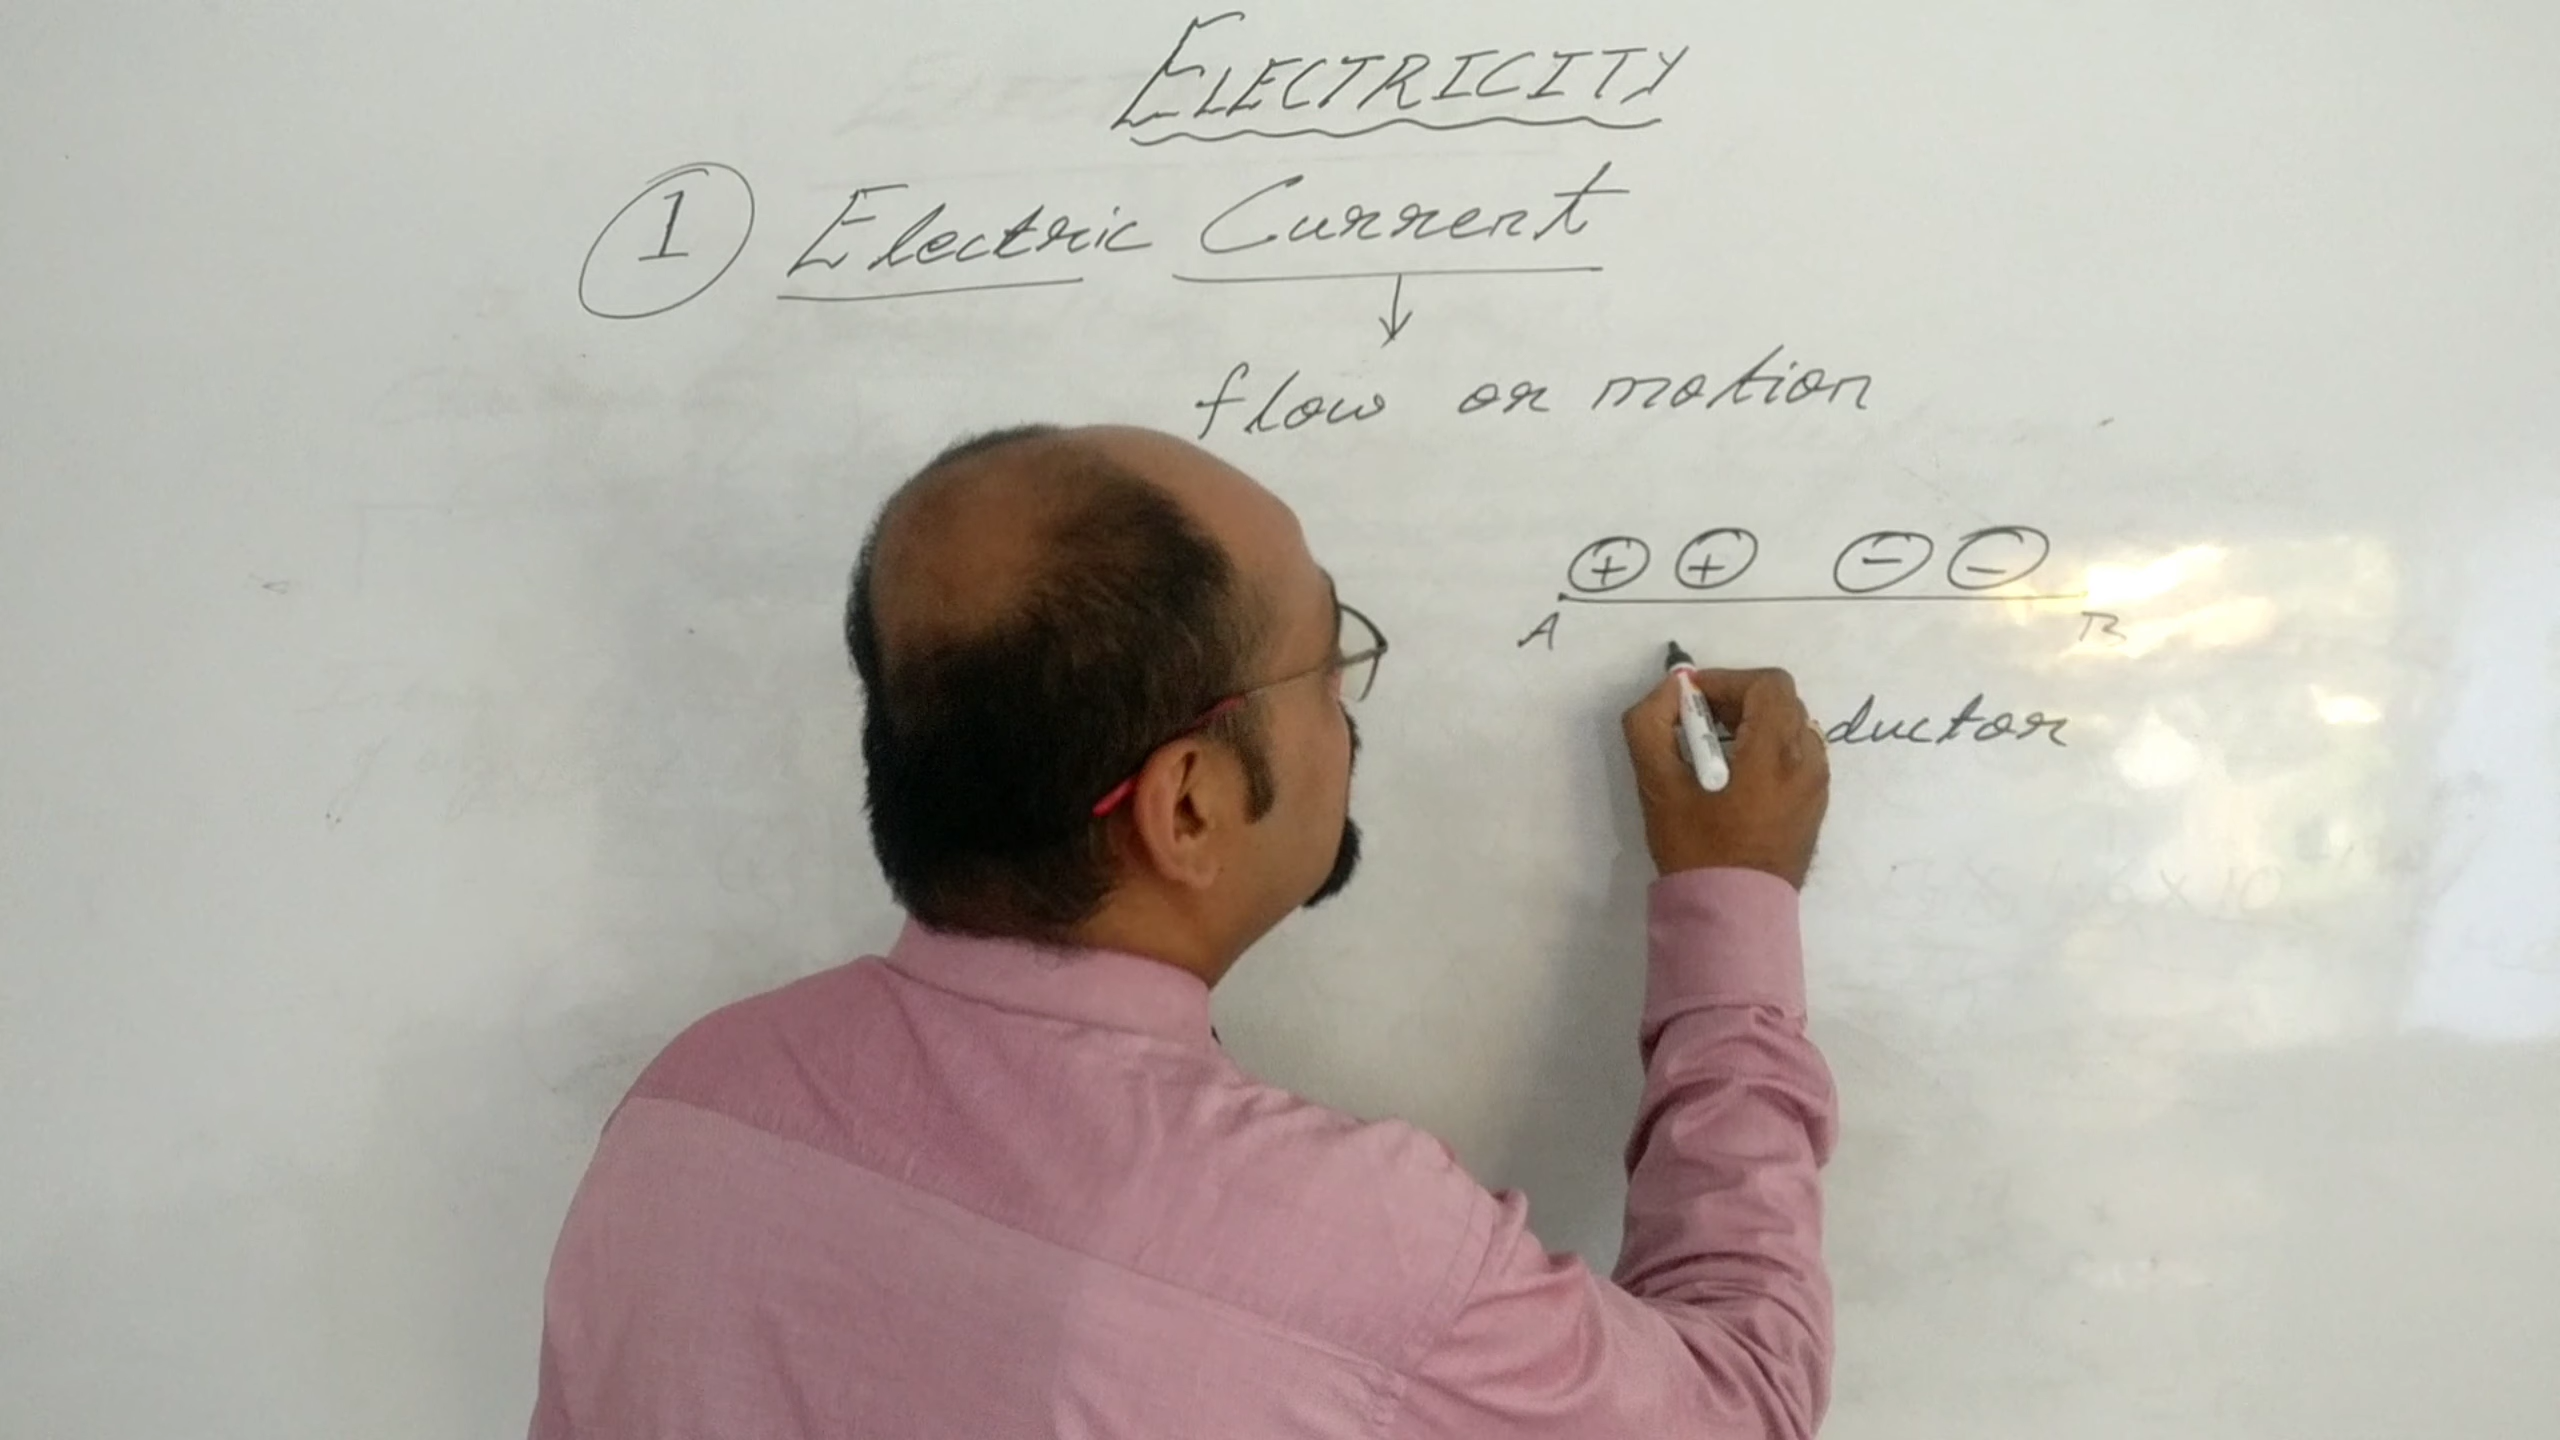 ELECTRICITY
1 Electric Current
↓
flow or motion
+ + - -
A B
ductor